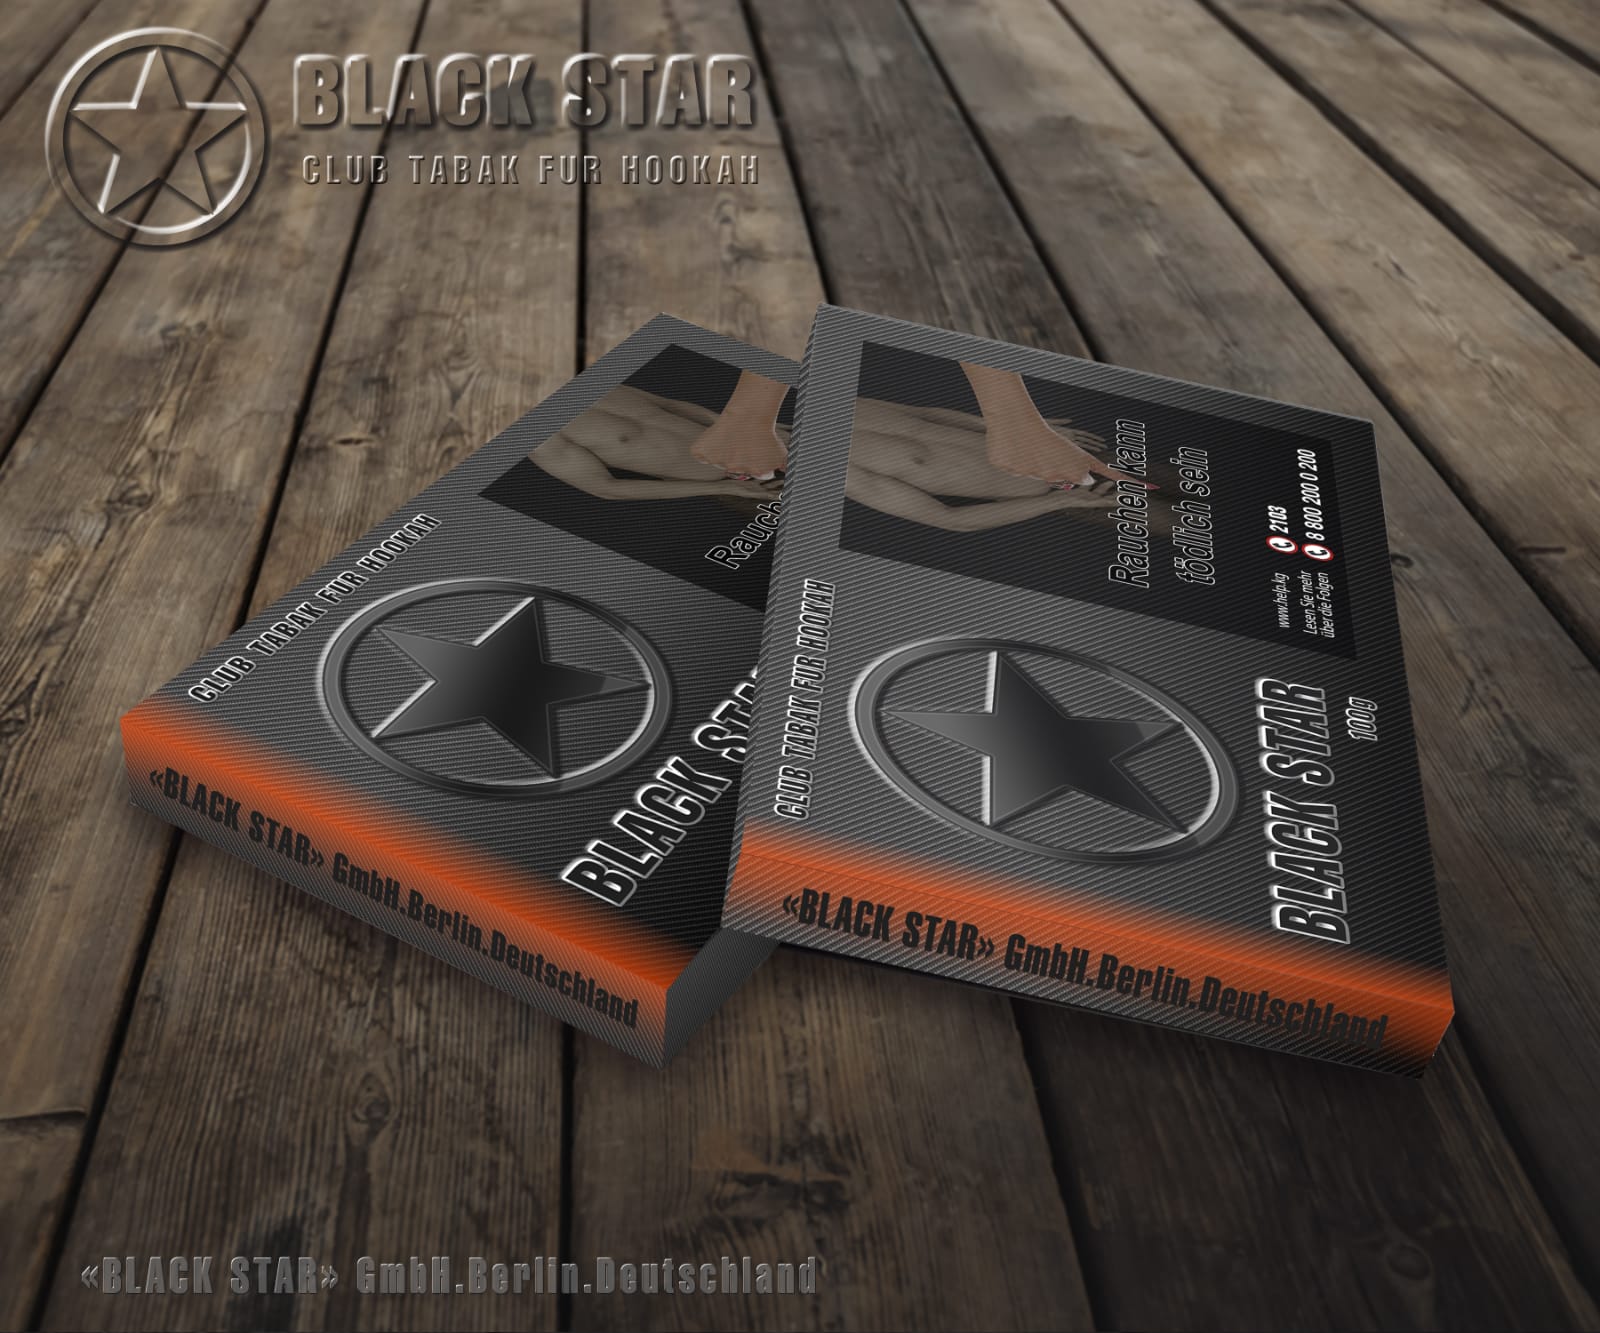 BLACK STAR
CLUB TABAK FUR HOOKAH
CLUB TABAK FUR HOOKAH
Rauch
BLACK STA
«BLACK STAR» GmbH.Berlin.Deutschland
Rauchen kann
tödlich sein
www.help.kg 2103
Lesen Sie mehr
über die Folgen 8 800 200 0 200
CLUB TABAK FUR HOOKAH
BLACK STAR
100g
«BLACK STAR» GmbH.Berlin.Deutschland
«BLACK STAR» GmbH.Berlin.Deutschland